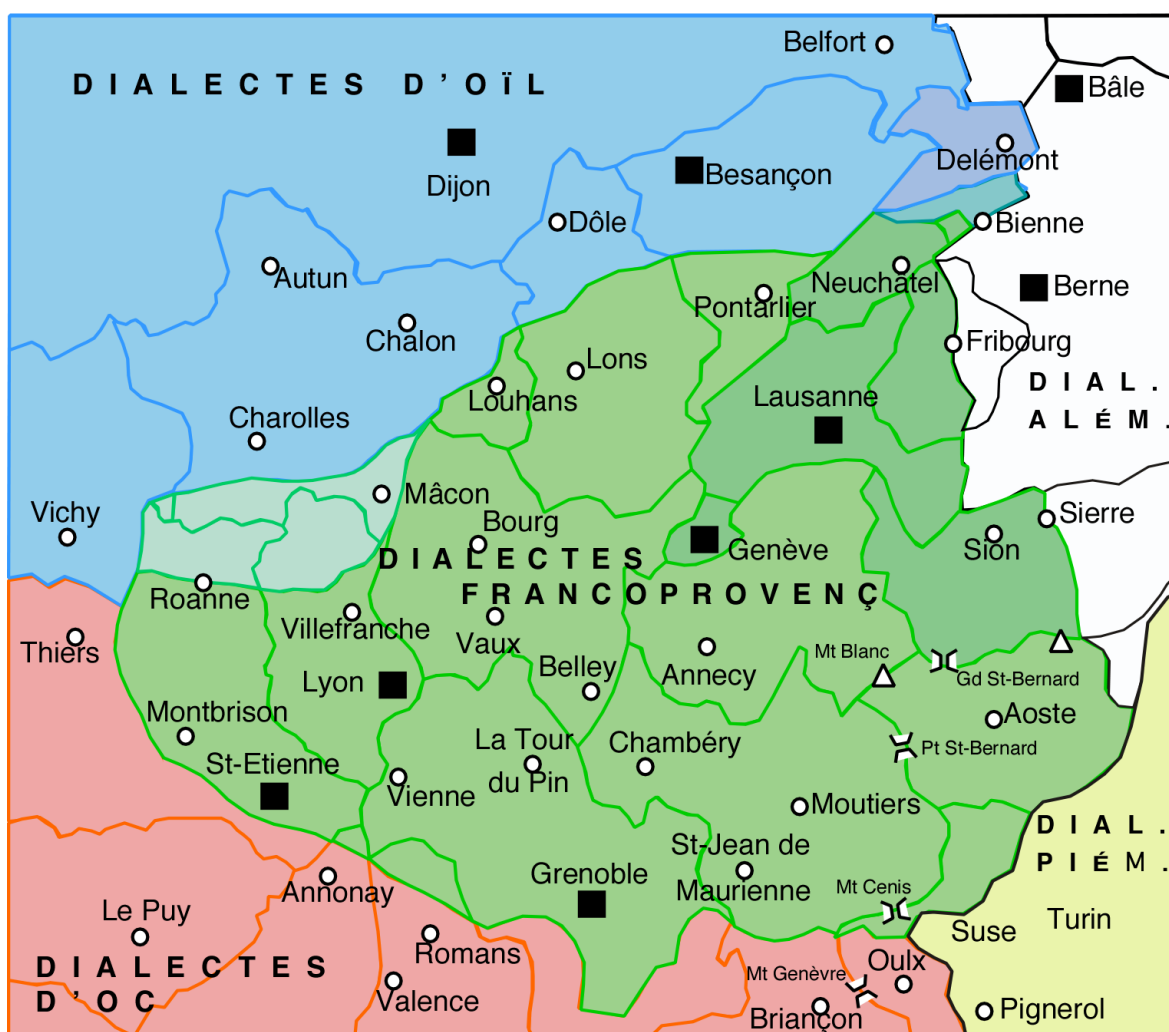 Belfort
DIALECTES D'OÏL
Bâle
Dijon
Besançon
Delémont
Dôle
Bienne
Autun
Neuchâtel
Berne
Pontarlier
Chalon
Fribourg
Lons
Louhans
DIAL.
Lausanne
ALÉM.
Charolles
Mâcon
Vichy
Bourg
Sierre
Sion
Genève
DIALECTES
FRANCOPROVENÇ
Roanne
Villefranche
Vaux
Thiers
Mt Blanc
Belley
Annecy
Gd St-Bernard
Lyon
Montbrison
Aoste
La Tour
du Pin
Chambéry
Pt St-Bernard
St-Etienne
Vienne
Moutiers
DIAL.
PIÉM.
St-Jean de
Maurienne
Grenoble
Mt Cenis
Annonay
Le Puy
Suse
Turin
Romans
DIALECTES
D'OC
Oulx
Mt Genèvre
Valence
Briançon
Pignerol